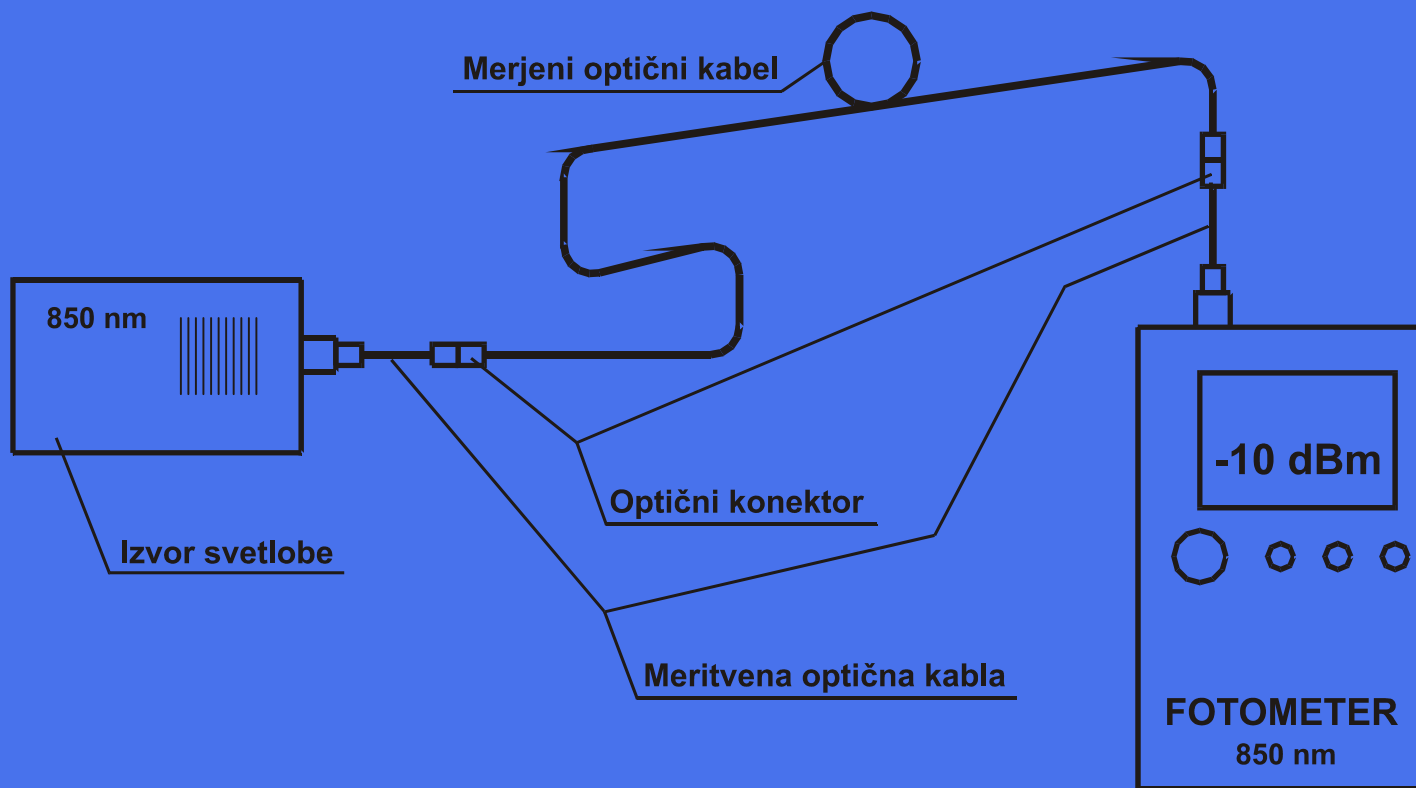 Merjeni optični kabel
850 nm
-10 dBm
Optični konektor
Izvor svetlobe
Meritvena optična kabla
FOTOMETER
850 nm